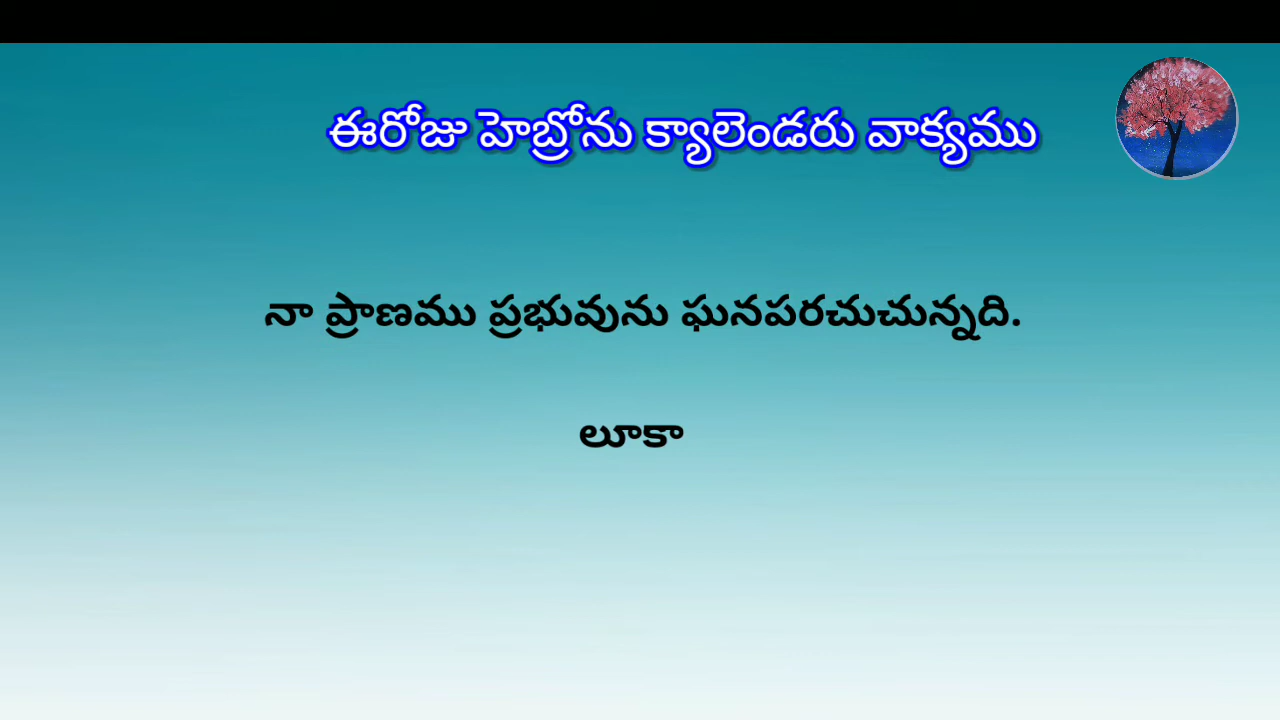 ఈరోజు హెబ్రోను క్యాలెండరు వాక్యము
నా ప్రాణము ప్రభువును ఘనపరచుచున్నది.
లూకా